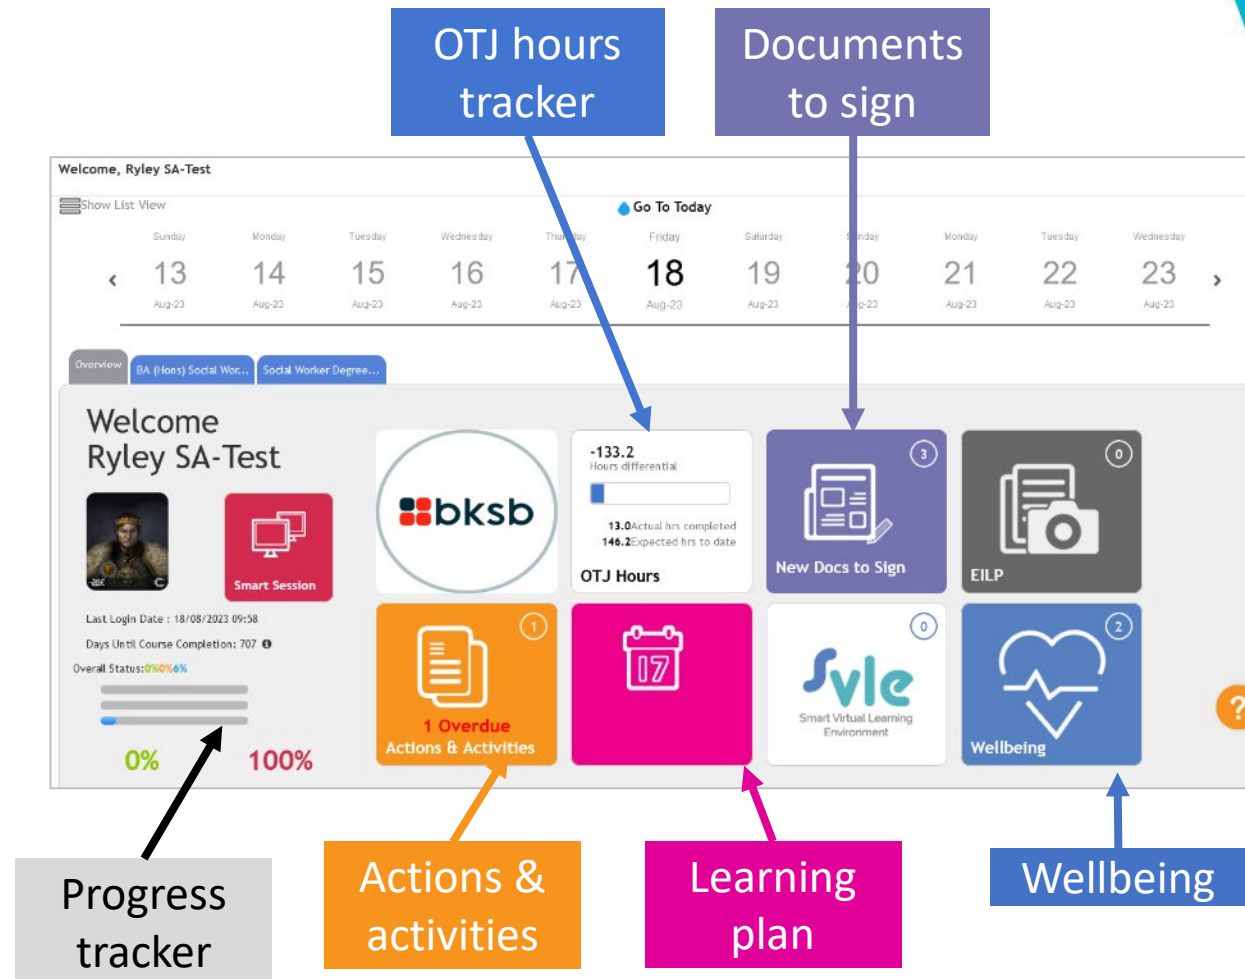 OTJ hours
tracker
Documents
to sign
Welcome, Ryley SA-Test
Show List View
Go To Today
Sunday Monday Tuesday Wednesday Thursday Friday Saturday Sunday Monday Tuesday Wednesday
13 14 15 16 17 18 19 20 21 22 23
Aug-23 Aug-23 Aug-23 Aug-23 Aug-23 Aug-23 Aug-23 Aug-23 Aug-23 Aug-23 Aug-23
Overview BA (Hons) Social Wor... Social Worker Degree...
Welcome
Ryley SA-Test
Smart Session
Last Login Date : 18/08/2023 09:58
Days Until Course Completion: 707
Overall Status:0%0%6%
0% 100%
bksb
-133.2
Hours differential
13.0Actual hrs completed
146.2Expected hrs to date
OTJ Hours
3
New Docs to Sign
0
EILP
1
1 Overdue
Actions & Activities
17
0
Svle
Smart Virtual Learning
Environment
2
Wellbeing
?
Progress
tracker
Actions &
activities
Learning
plan
Wellbeing